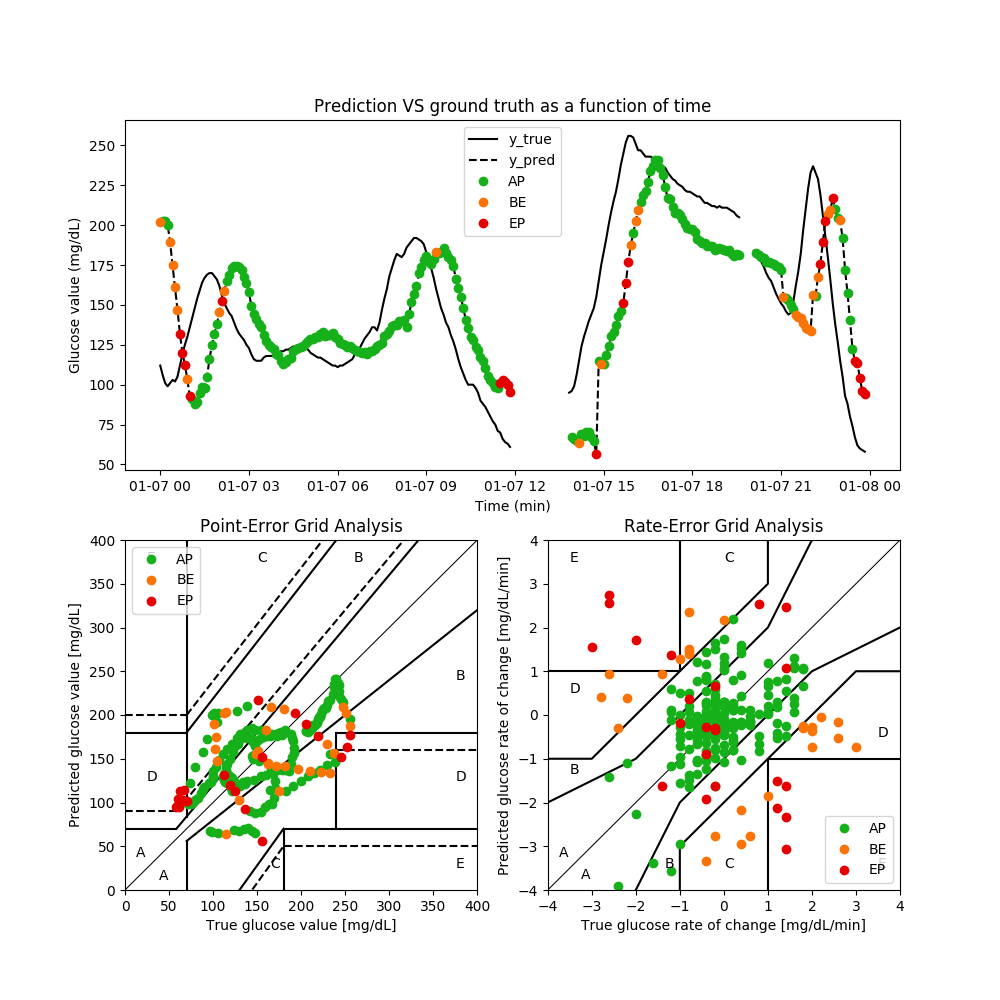 Prediction VS ground truth as a function of time
Glucose value (mg/dL)
250
225
200
175
150
125
100
75
50
y_true
y_pred
AP
BE
EP
01-07 00 01-07 03 01-07 06 01-07 09 01-07 12 01-07 15 01-07 18 01-07 21 01-08 00
Time (min)
Point-Error Grid Analysis
Predicted glucose value [mg/dL]
400
350
300
250
200
150
100
50
0
AP
BE
EP
E
C
B
B
D
D
A
A
C
E
0 50 100 150 200 250 300 350 400
True glucose value [mg/dL]
Rate-Error Grid Analysis
Predicted glucose rate of change [mg/dL/min]
4
3
2
1
0
−1
−2
−3
−4
E
C
D
D
B
A
A
B
C
E
AP
BE
EP
−4 −3 −2 −1 0 1 2 3 4
True glucose rate of change [mg/dL/min]